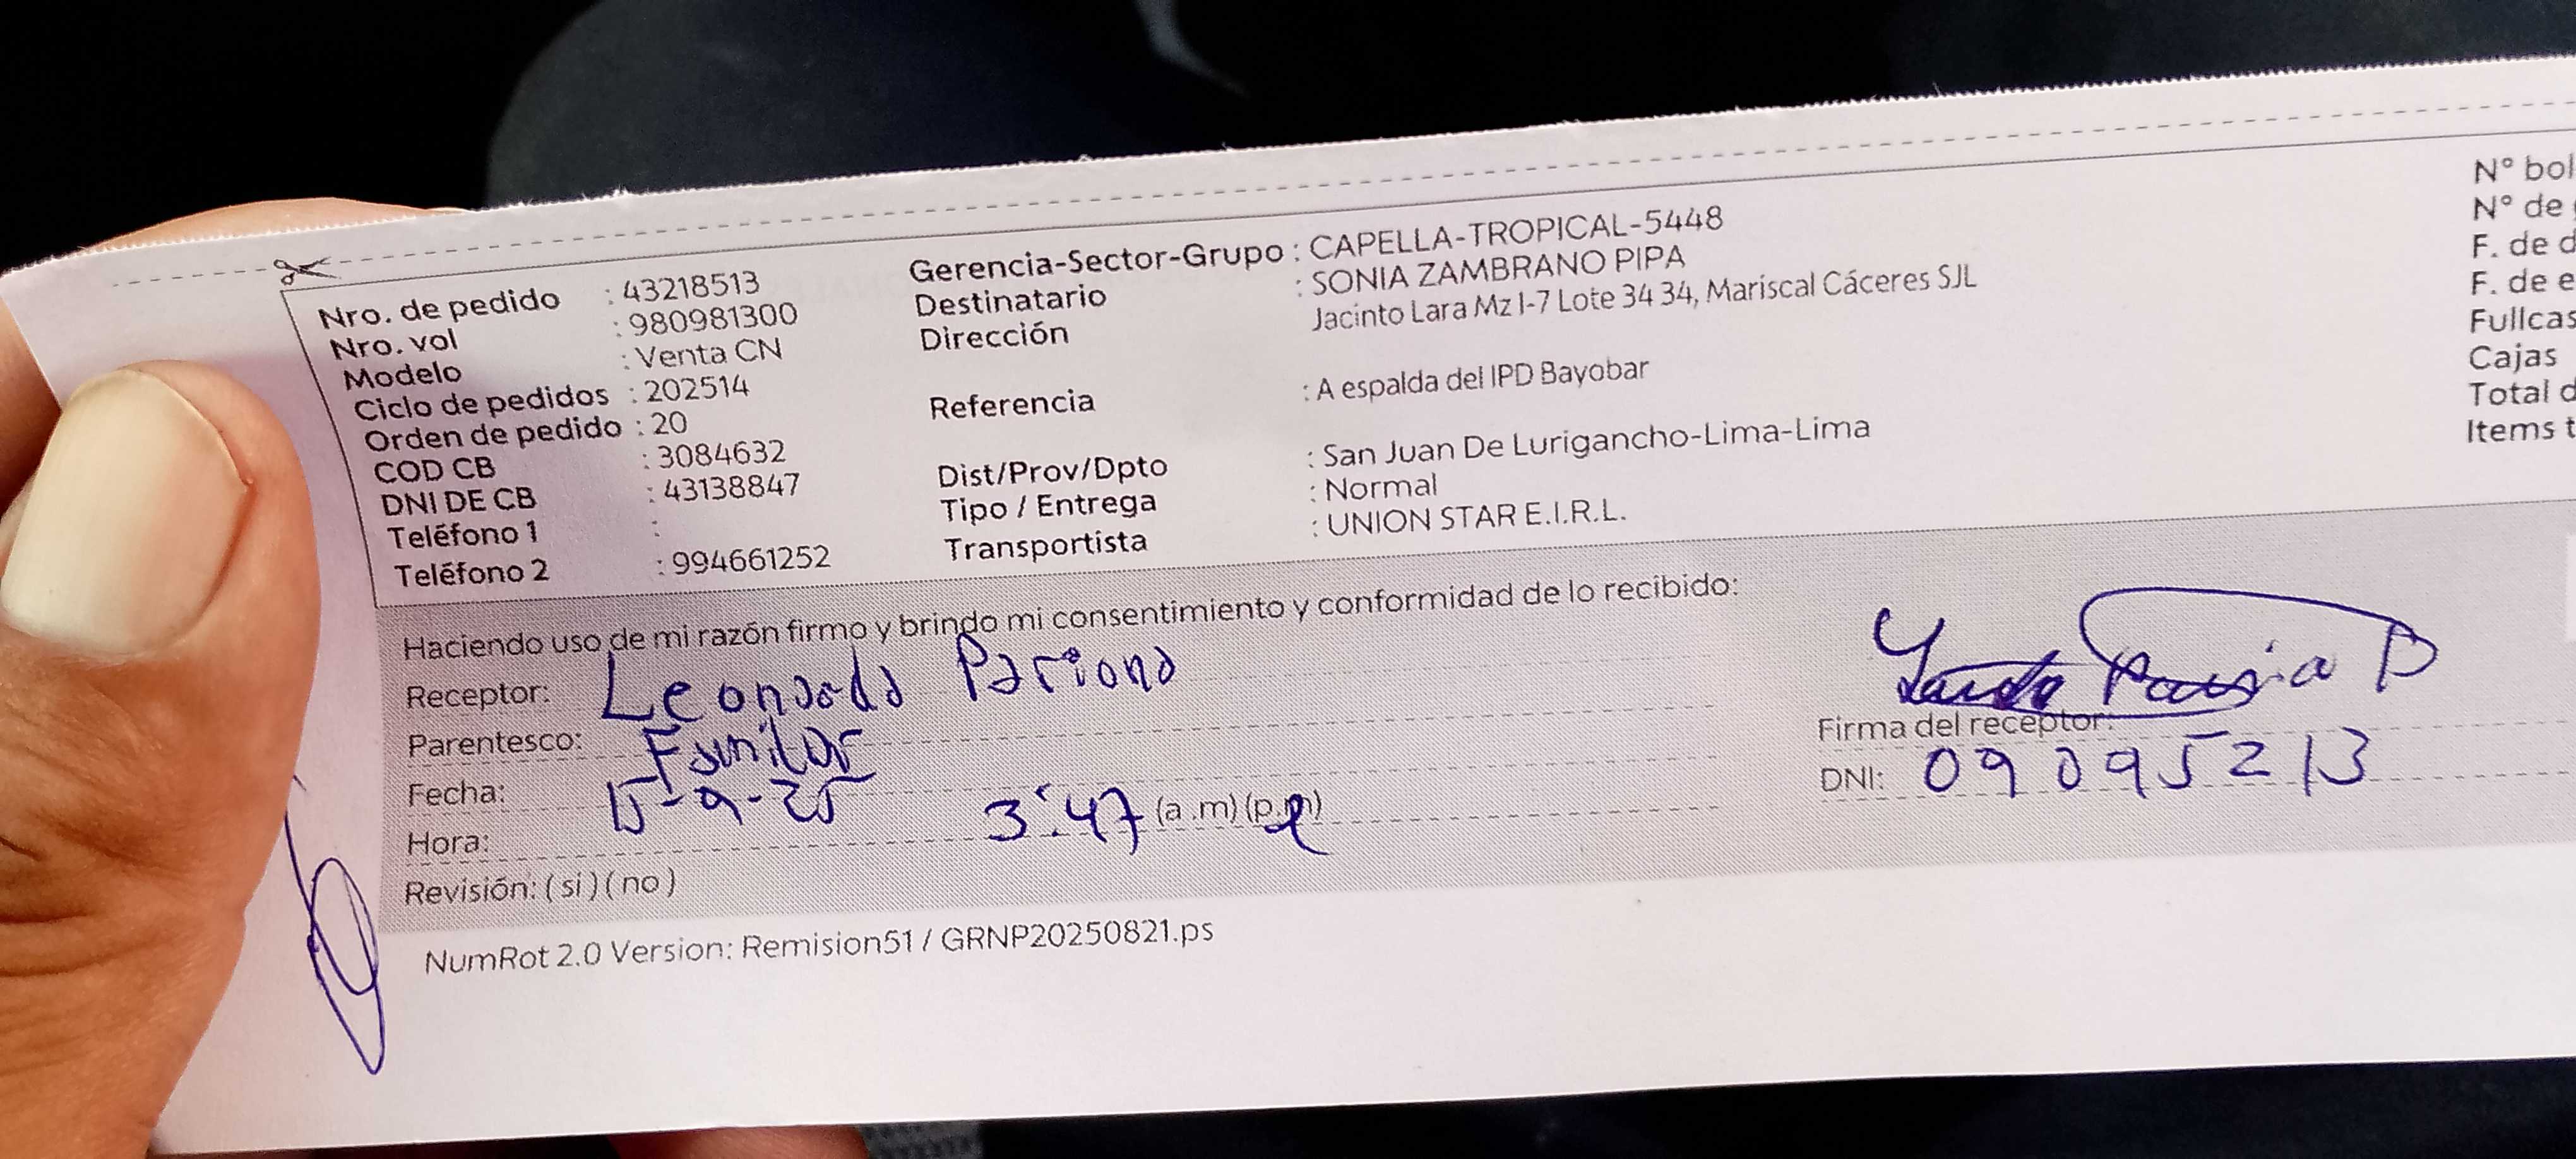 Nro. de pedido : 43218513
Nro. vol : 980981300
Modelo : Venta CN
Ciclo de pedidos : 202514
Orden de pedido : 20
COD CB : 3084632
DNI DE CB : 43138847
Teléfono 1 :
Teléfono 2 : 994661252
Gerencia-Sector-Grupo : CAPELLA-TROPICAL-5448
Destinatario : SONIA ZAMBRANO PIPA
Dirección Jacinto Lara Mz I-7 Lote 34 34, Mariscal Cáceres SJL
Referencia : A espalda del IPD Bayobar
Dist/Prov/Dpto : San Juan De Lurigancho-Lima-Lima
Tipo / Entrega : Normal
Transportista : UNION STAR E.I.R.L.
N° bol
N° de
F. de d
F. de e
Fullcas
Cajas
Total d
Items t
Haciendo uso de mi razón firmo y brindo mi consentimiento y conformidad de lo recibido:
Receptor: Leonardo Pariona
Parentesco: Familiar
Fecha: 15-9-25
Hora: 3:47 (a.m) (p.m)
Revisión: (si) (no)
Firma del receptor:
DNI: 09095213
NumRot 2.0 Version: Remision51 / GRNP20250821.ps